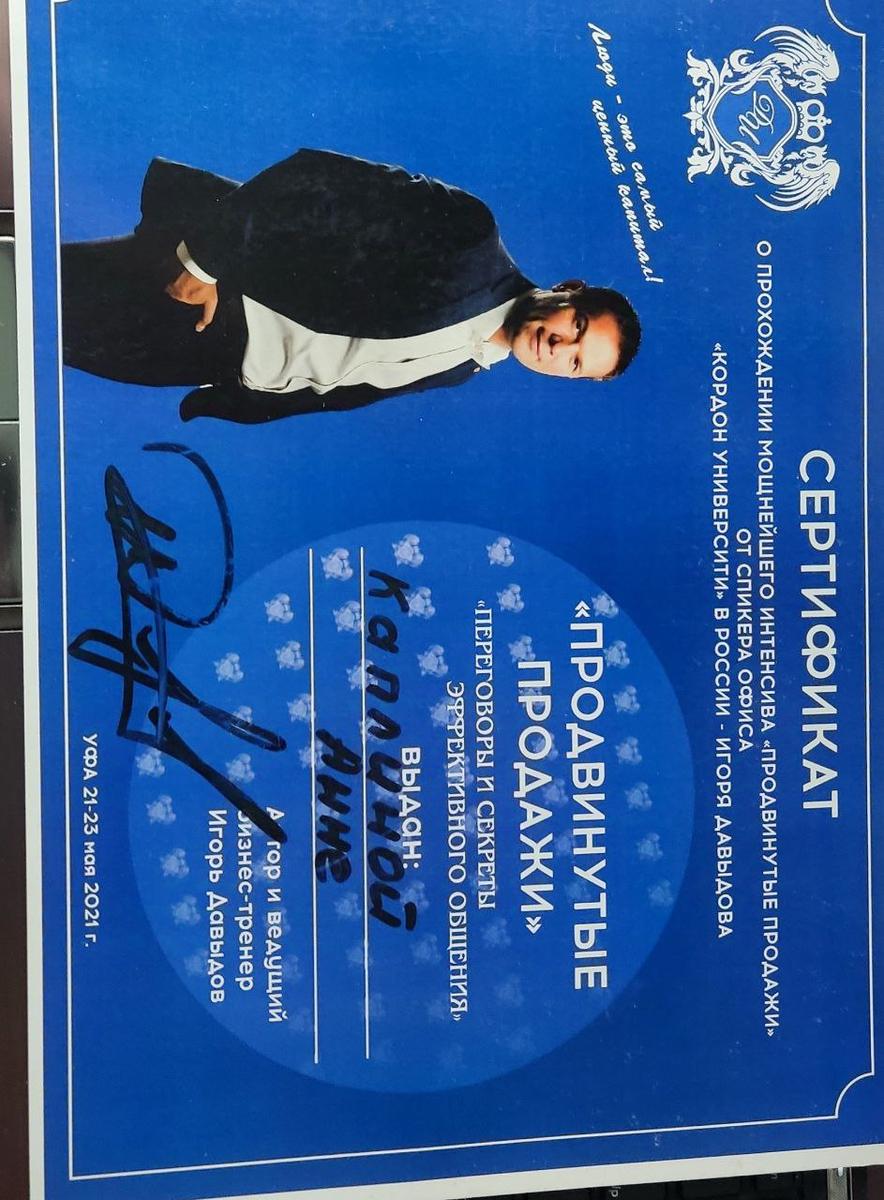 СЕРТИФИКАТ
О ПРОХОЖДЕНИИ МОЩНЕЙШЕГО ИНТЕНСИВА «ПРОДВИНУТЫЕ ПРОДАЖИ»
ОТ СПИКЕРА ОФИСА
«КОРДОН УНИВЕРСИТИ» В РОССИИ - ИГОРЯ ДАВЫДОВА
Люди - это самый
ценный капитал!
«ПРОДВИНУТЫЕ
ПРОДАЖИ»
«ПЕРЕГОВОРЫ И СЕКРЕТЫ
ЭФФЕКТИВНОГО ОБЩЕНИЯ»
ВЫДАН:
Каплиной
Анне
Автор и ведущий
бизнес-тренер
Игорь Давыдов
УФА 21-23 мая 2021 г.